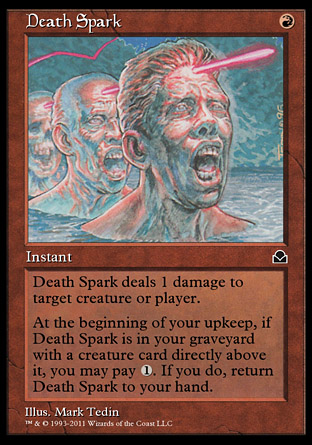 Death Spark
Instant
Death Spark deals 1 damage to
target creature or player.
At the beginning of your upkeep, if
Death Spark is in your graveyard
with a creature card directly above
it, you may pay 1. If you do, return
Death Spark to your hand.
Illus. Mark Tedin
™ & © 1993-2011 Wizards of the Coast LLC